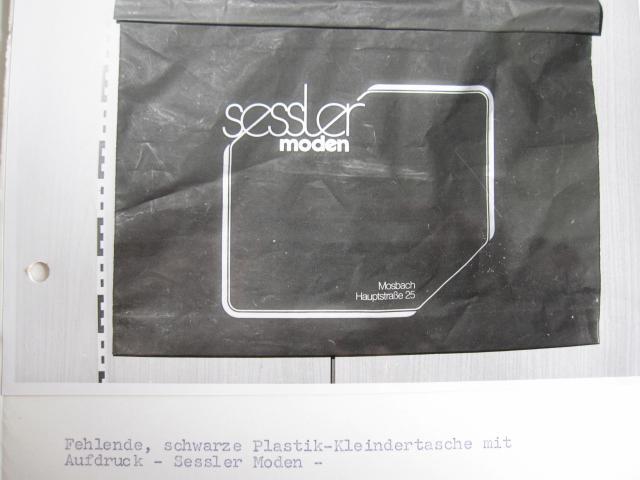 sessler
moden
Mosbach
Hauptstraße 25
Fehlende, schwarze Plastik-Kleindertasche mit
Aufdruck - Sessler Moden -